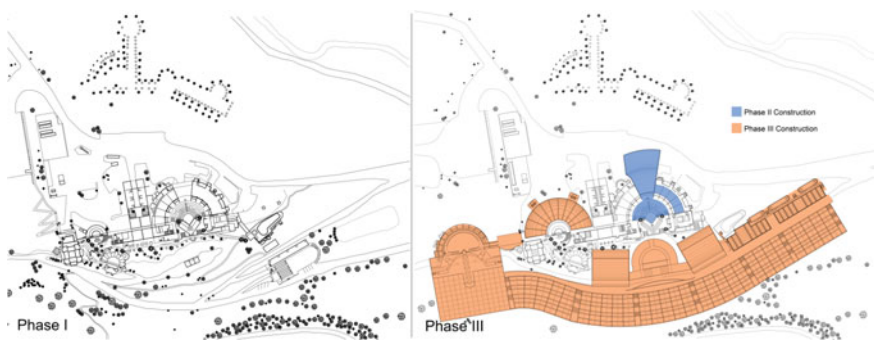 Phase II Construction
Phase III Construction
Phase I
Phase III